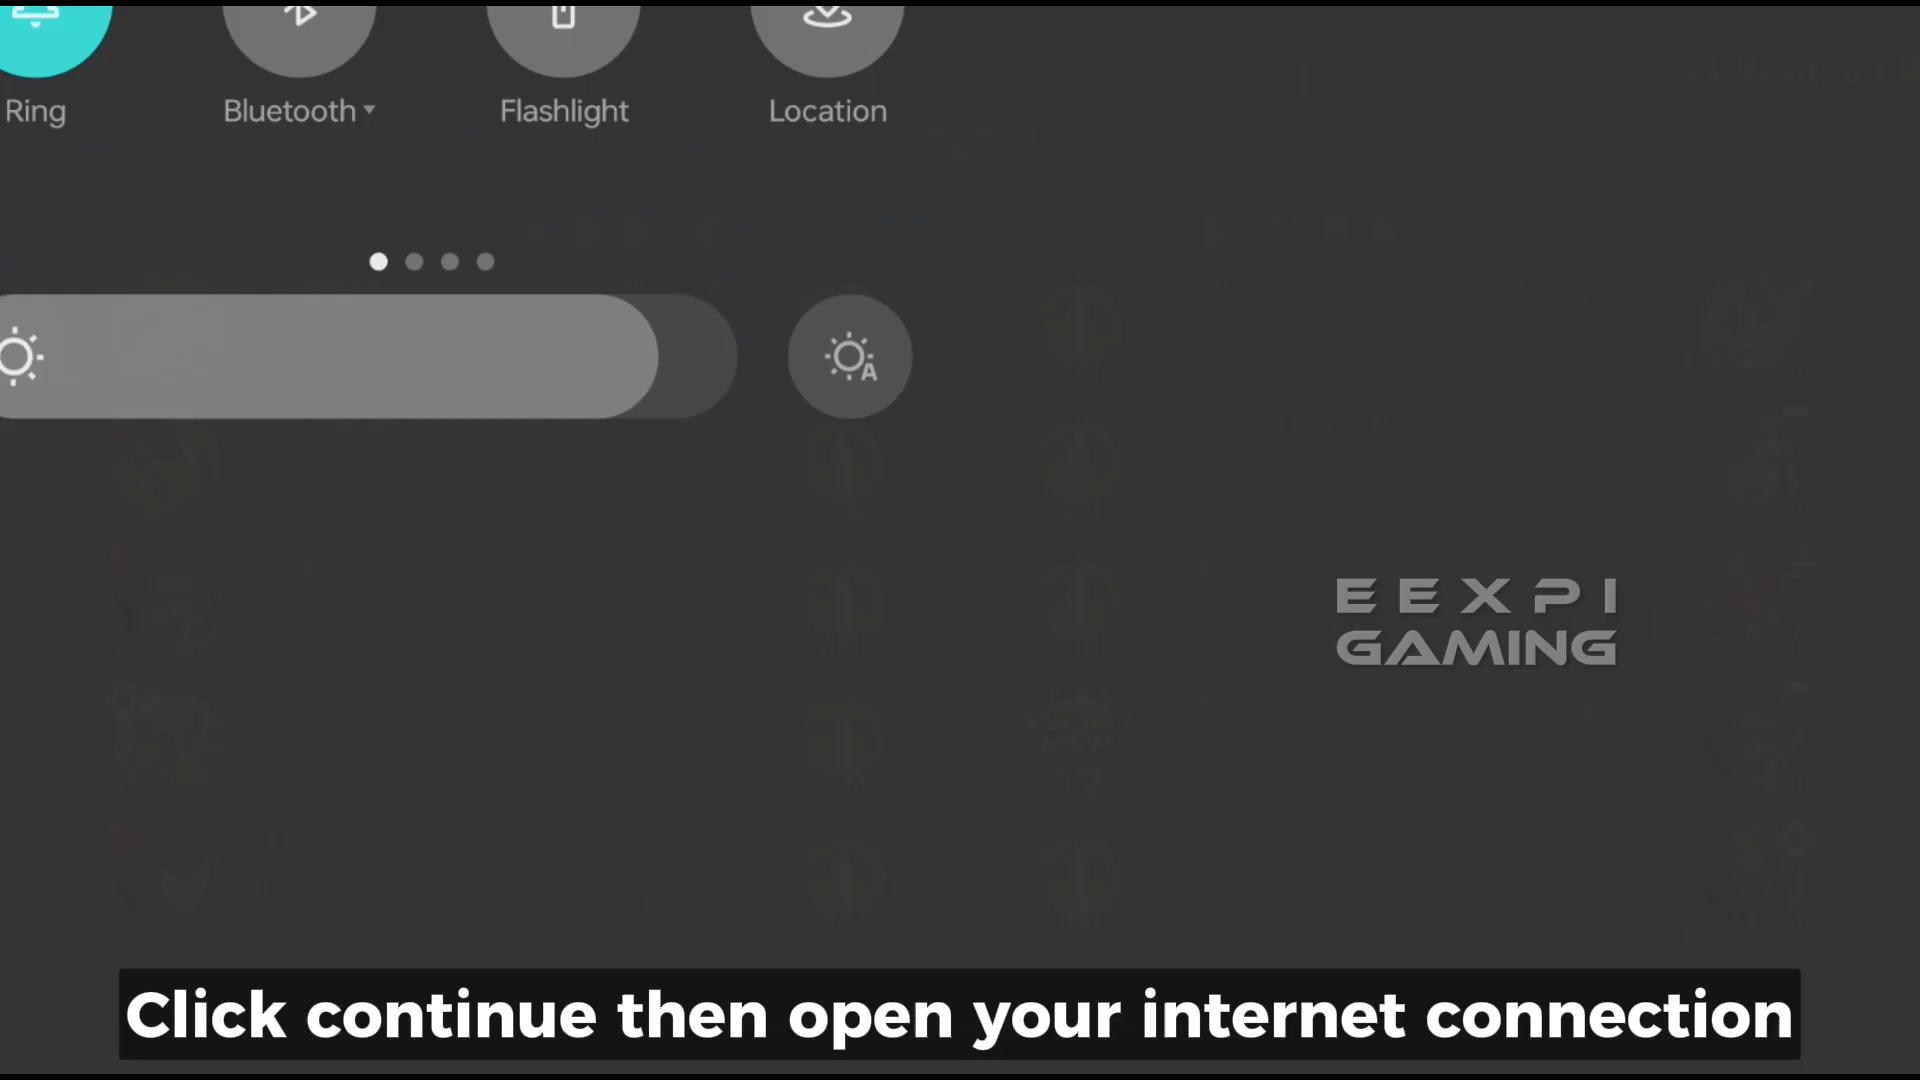 Ring
Bluetooth
Flashlight
Location
A
EEXPI
GAMING
Click continue then open your internet connection